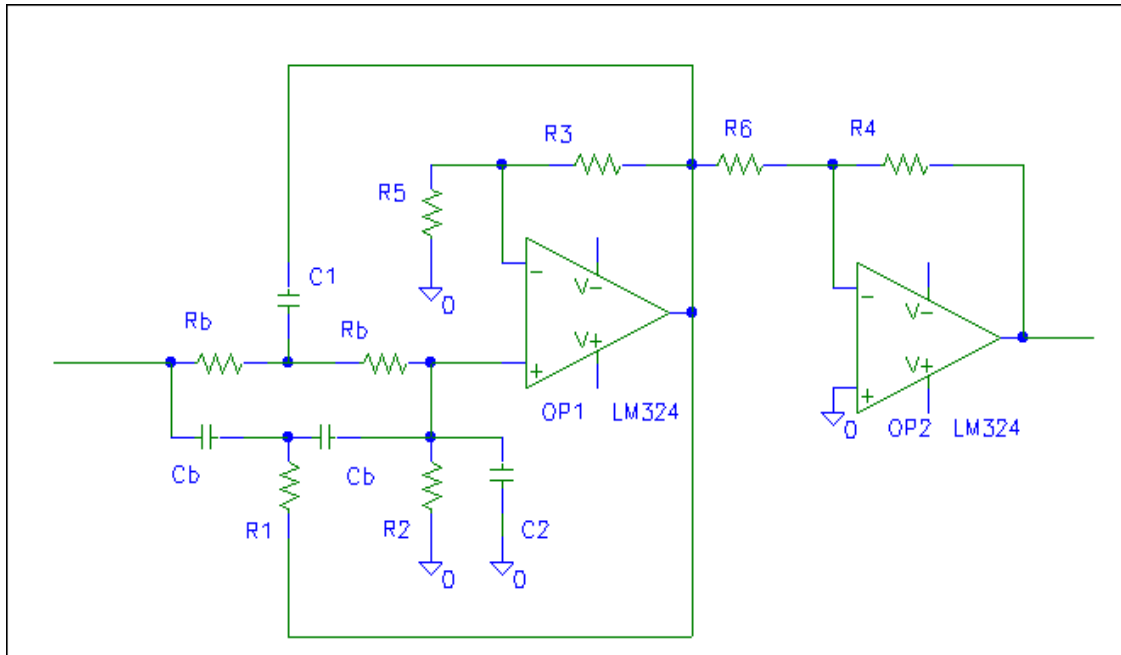 R3
R6
R4
R5
C1
0
V-
V-
Rb
Rb
V+
V+
OP1 LM324
0
OP2 LM324
Cb
Cb
R1
R2
C2
0
0